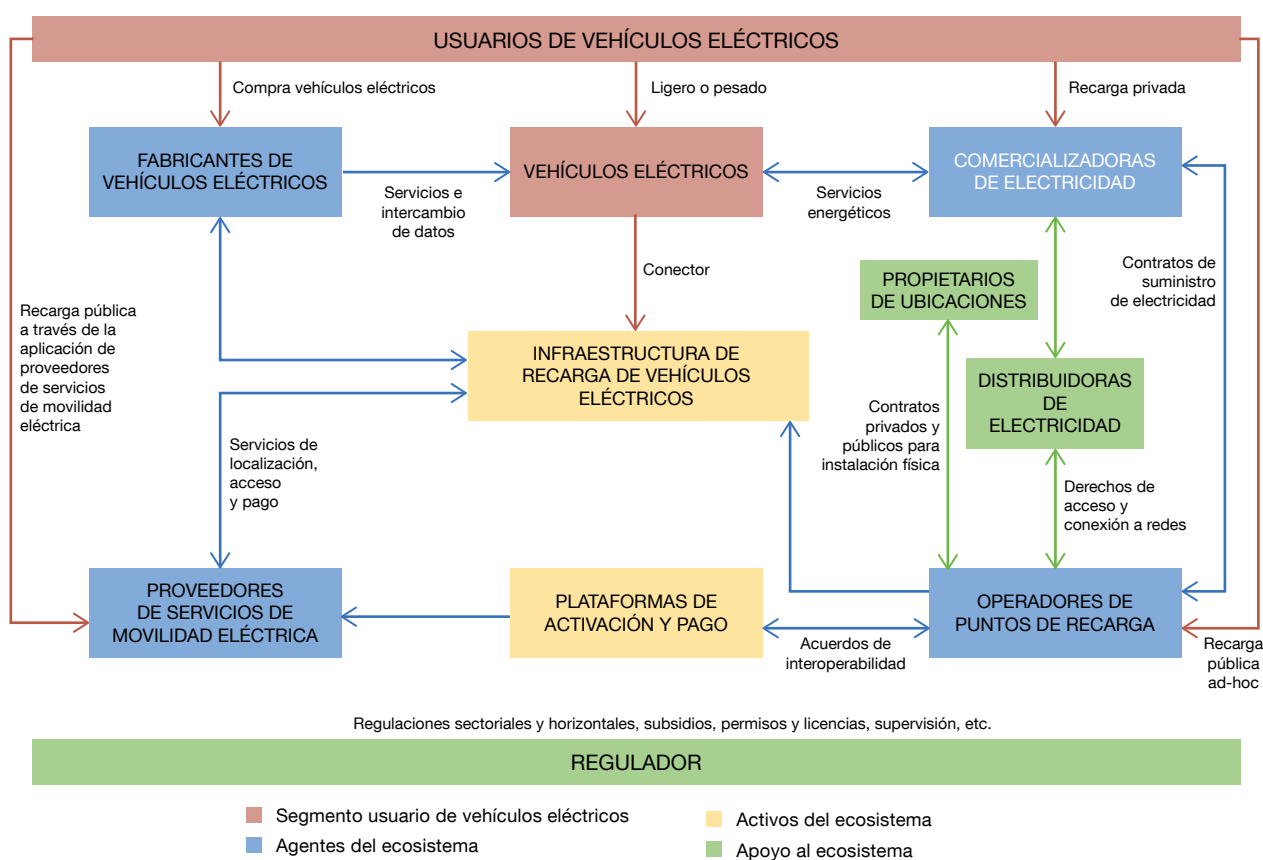 USUARIOS DE VEHÍCULOS ELÉCTRICOS
Compra vehículos eléctricos
Ligero o pesado
Recarga privada
FABRICANTES DE
VEHÍCULOS ELÉCTRICOS
VEHÍCULOS ELÉCTRICOS
COMERCIALIZADORAS
DE ELECTRICIDAD
Servicios e
intercambio
de datos
Servicios
energéticos
Conector
PROPIETARIOS
DE UBICACIONES
Contratos de
suministro
de electricidad
Recarga pública
a través de la
aplicación de
proveedores
de servicios
de movilidad
eléctrica
INFRAESTRUCTURA DE
RECARGA DE VEHÍCULOS
ELÉCTRICOS
DISTRIBUIDORAS
DE
ELECTRICIDAD
Contratos
privados y
públicos para
instalación física
Servicios de
localización,
acceso
y pago
Derechos de
acceso y
conexión a redes
PROVEEDORES
DE SERVICIOS DE
MOVILIDAD ELÉCTRICA
PLATAFORMAS DE
ACTIVACIÓN Y PAGO
OPERADORES DE
PUNTOS DE RECARGA
Acuerdos de
interoperabilidad
Recarga
pública
ad-hoc
Regulaciones sectoriales y horizontales, subsidios, permisos y licencias, supervisión, etc.
REGULADOR
Segmento usuario de vehículos eléctricos
Agentes del ecosistema
Activos del ecosistema
Apoyo al ecosistema